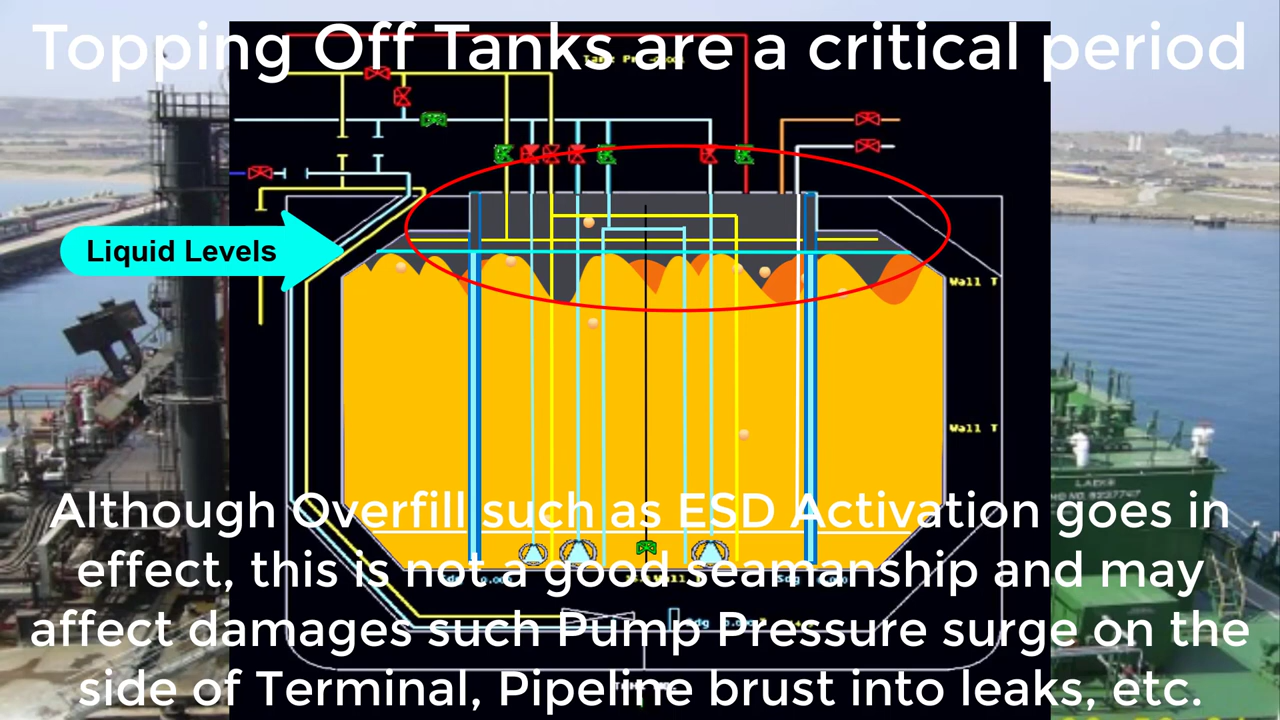 Topping Off Tanks are a critical period
Liquid Levels
Wall T
Wall T
Although Overfill such as ESD Activation goes in
effect, this is not a good seamanship and may
affect damages such Pump Pressure surge on the
side of Terminal, Pipeline brust into leaks, etc.